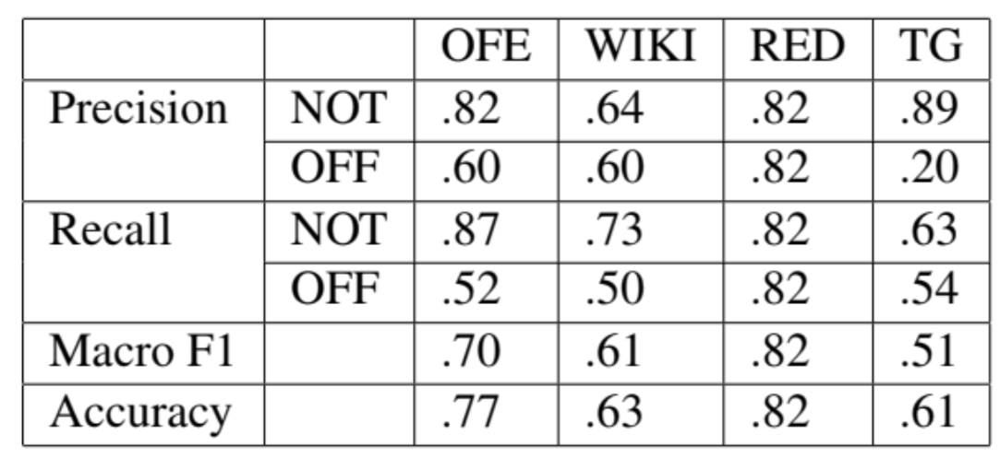 OFE WIKI RED TG
Precision NOT .82 .64 .82 .89
OFF .60 .60 .82 .20
Recall NOT .87 .73 .82 .63
OFF .52 .50 .82 .54
Macro F1 .70 .61 .82 .51
Accuracy .77 .63 .82 .61